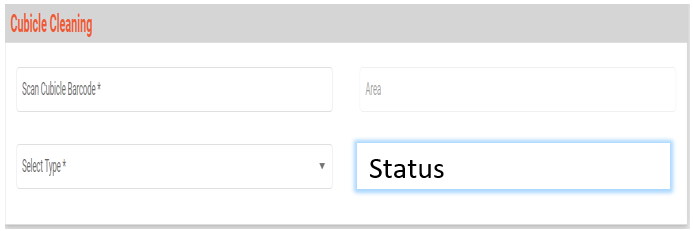 Cubicle Cleaning
Scan Cubicle Barcode *
Area
Select Type *
Status